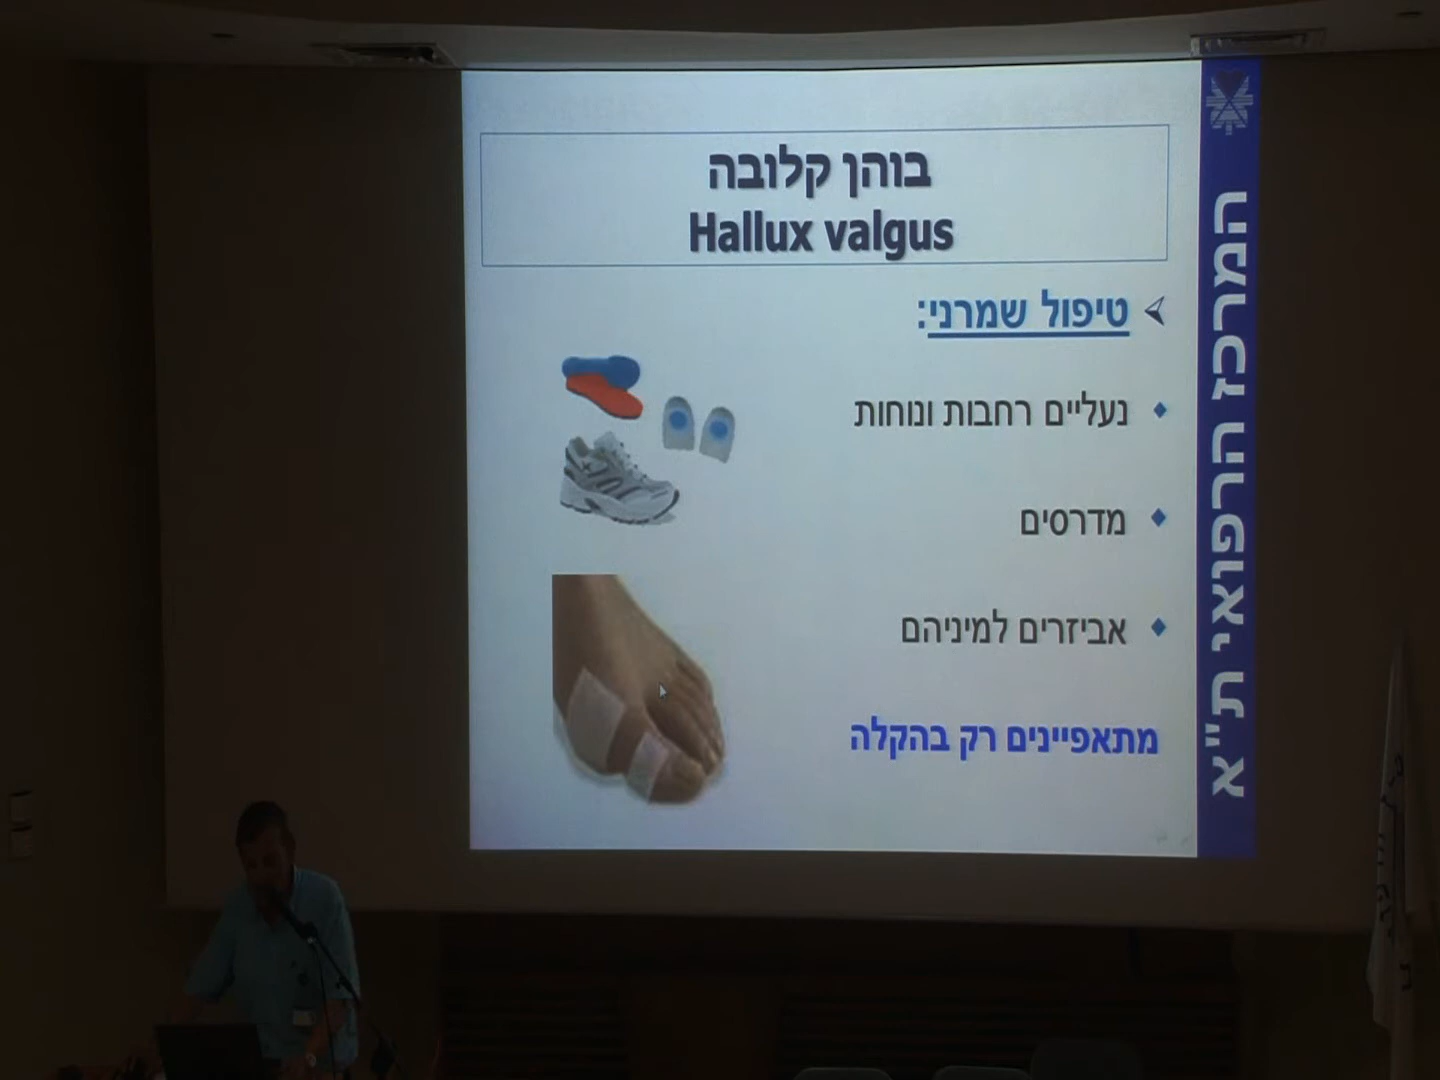 בוהן קלובה
Hallux valgus
טיפול שמרני:
נעליים רחבות ונוחות
מדרסים
אביזרים למיניהם
מתאפיינים רק בהקלה
המרכז הרפואי ת"א